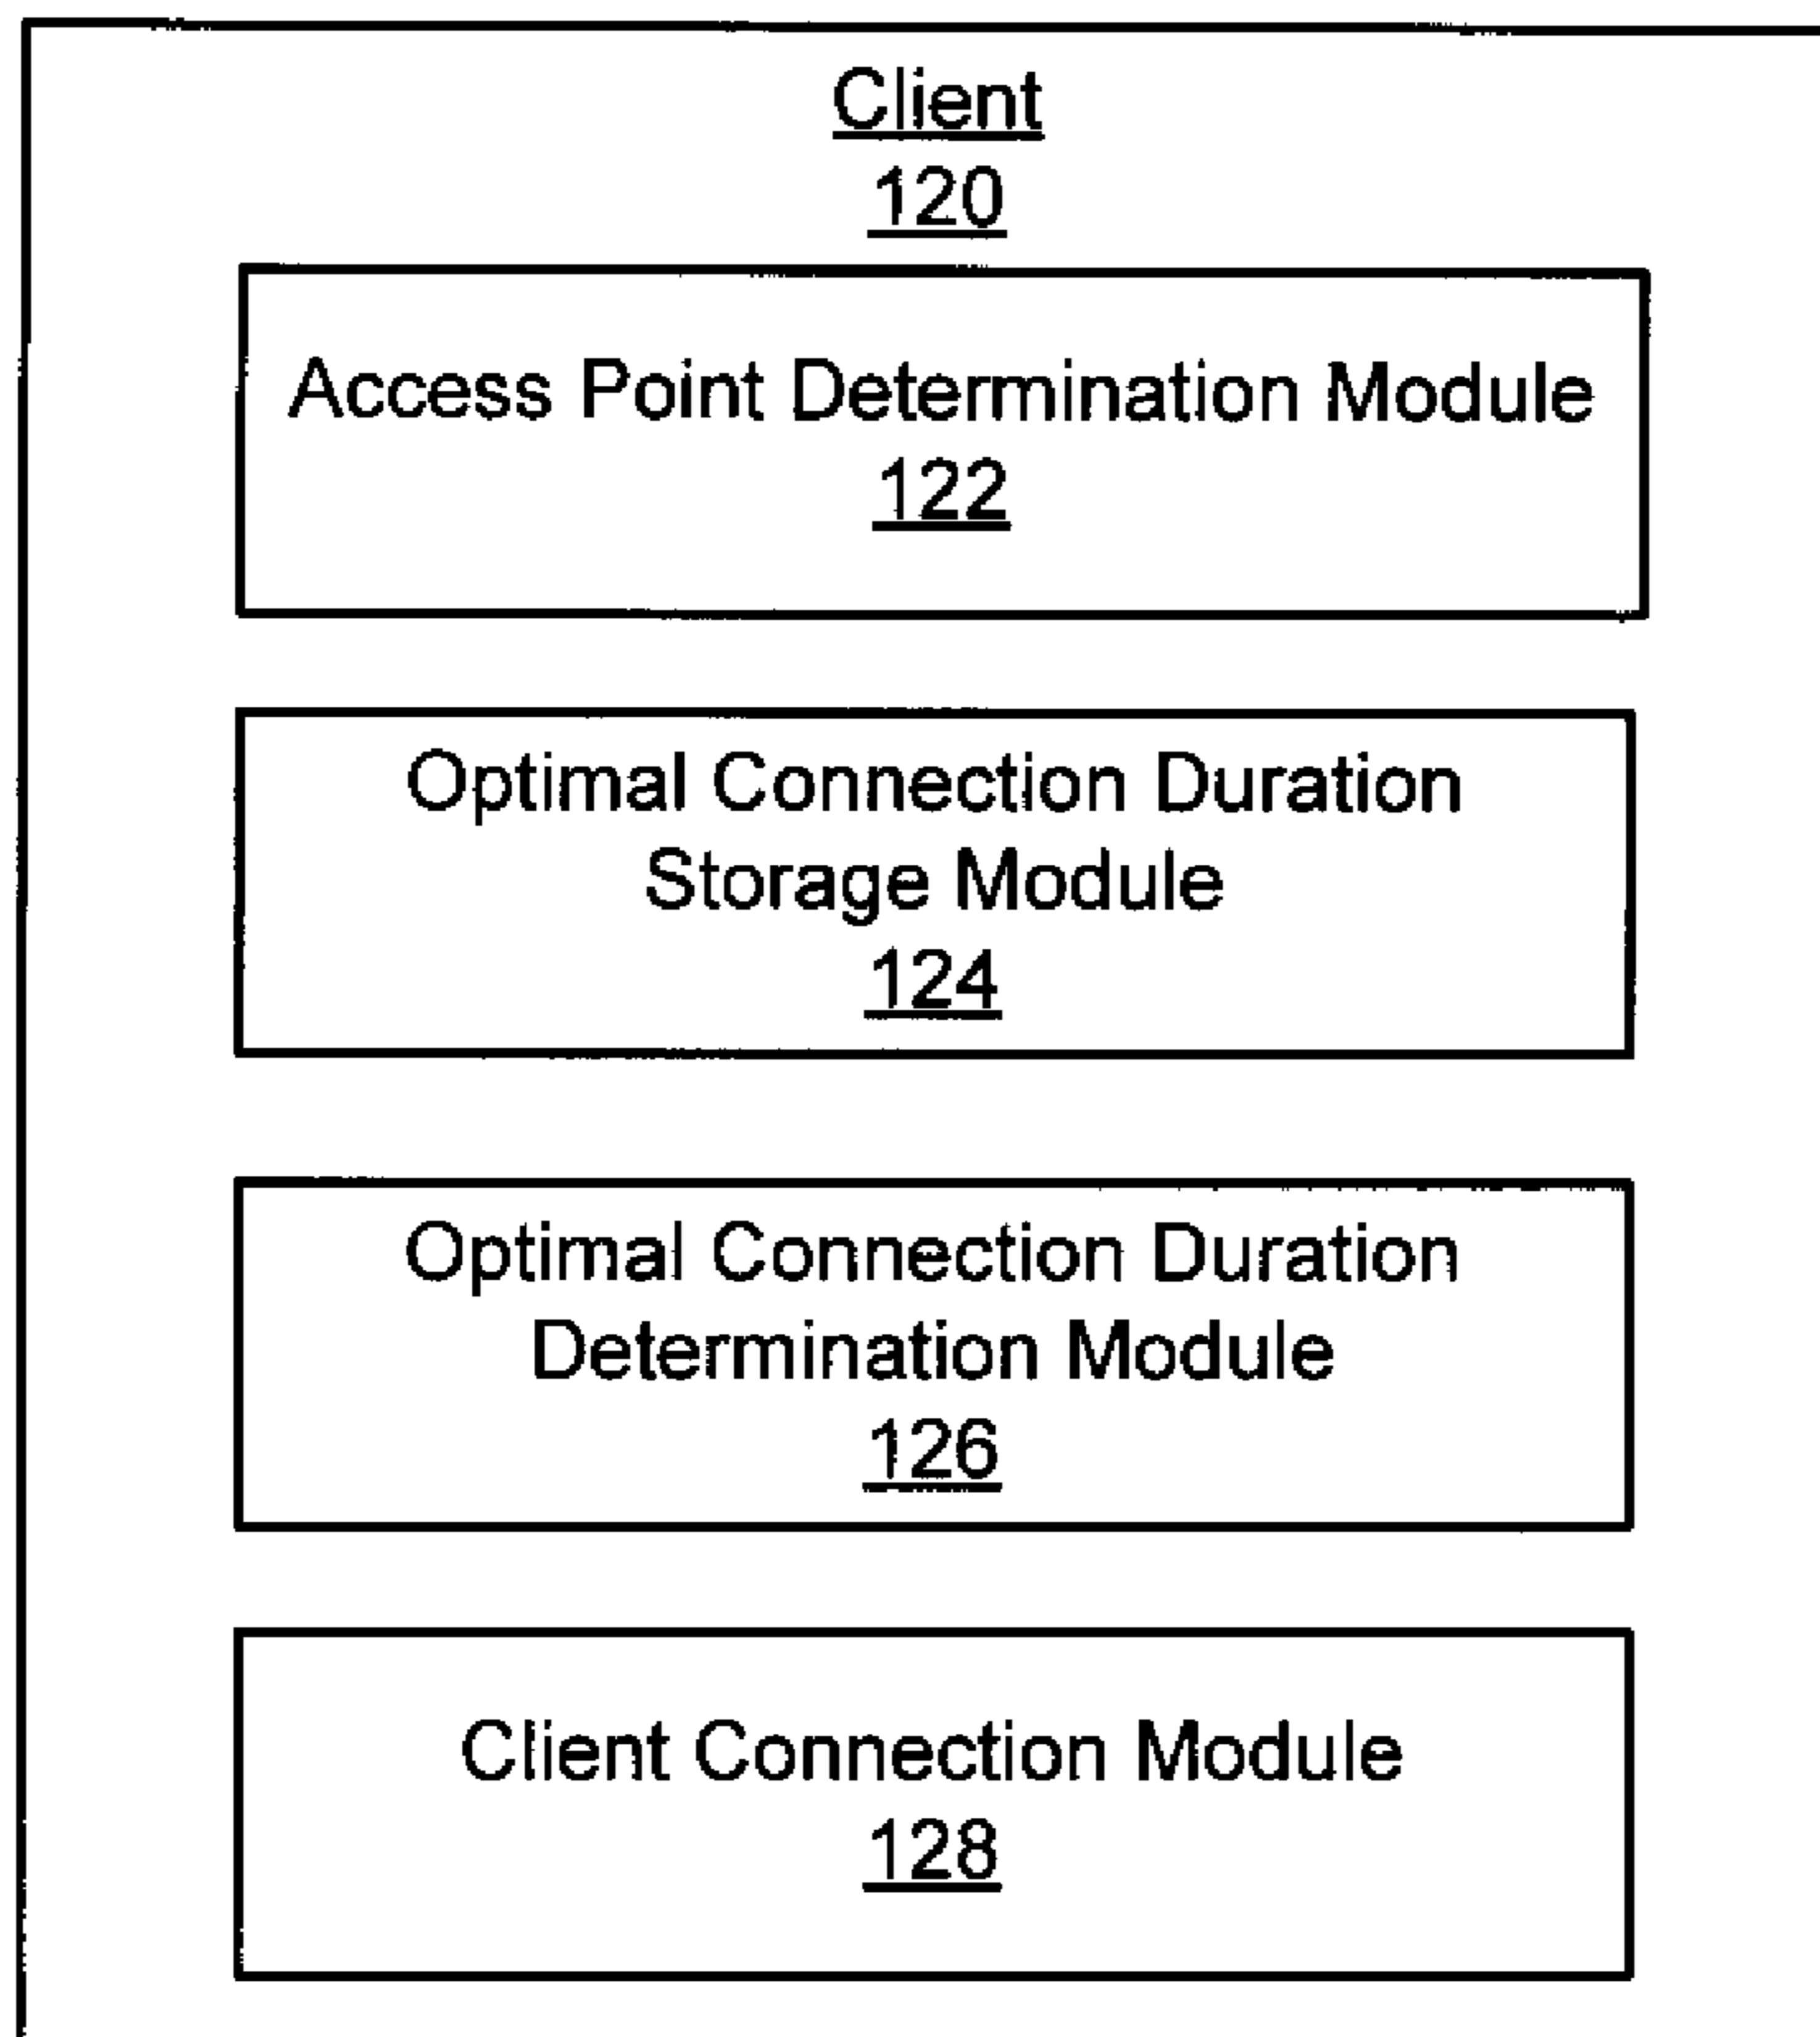 Client
120
Access Point Determination Module
122
Optimal Connection Duration
Storage Module
124
Optimal Connection Duration
Determination Module
126
Client Connection Module
128